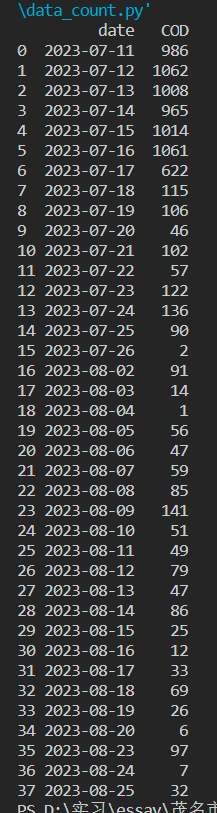 \data_count.py'
date COD
0 2023-07-11 986
1 2023-07-12 1062
2 2023-07-13 1008
3 2023-07-14 965
4 2023-07-15 1014
5 2023-07-16 1061
6 2023-07-17 622
7 2023-07-18 115
8 2023-07-19 106
9 2023-07-20 46
10 2023-07-21 102
11 2023-07-22 57
12 2023-07-23 122
13 2023-07-24 136
14 2023-07-25 90
15 2023-07-26 2
16 2023-08-02 91
17 2023-08-03 14
18 2023-08-04 1
19 2023-08-05 56
20 2023-08-06 47
21 2023-08-07 59
22 2023-08-08 85
23 2023-08-09 141
24 2023-08-10 51
25 2023-08-11 49
26 2023-08-12 79
27 2023-08-13 47
28 2023-08-14 86
29 2023-08-15 25
30 2023-08-16 12
31 2023-08-17 33
32 2023-08-18 69
33 2023-08-19 26
34 2023-08-20 6
35 2023-08-23 97
36 2023-08-24 7
37 2023-08-25 32
PS D:\实习\essay\茂名市